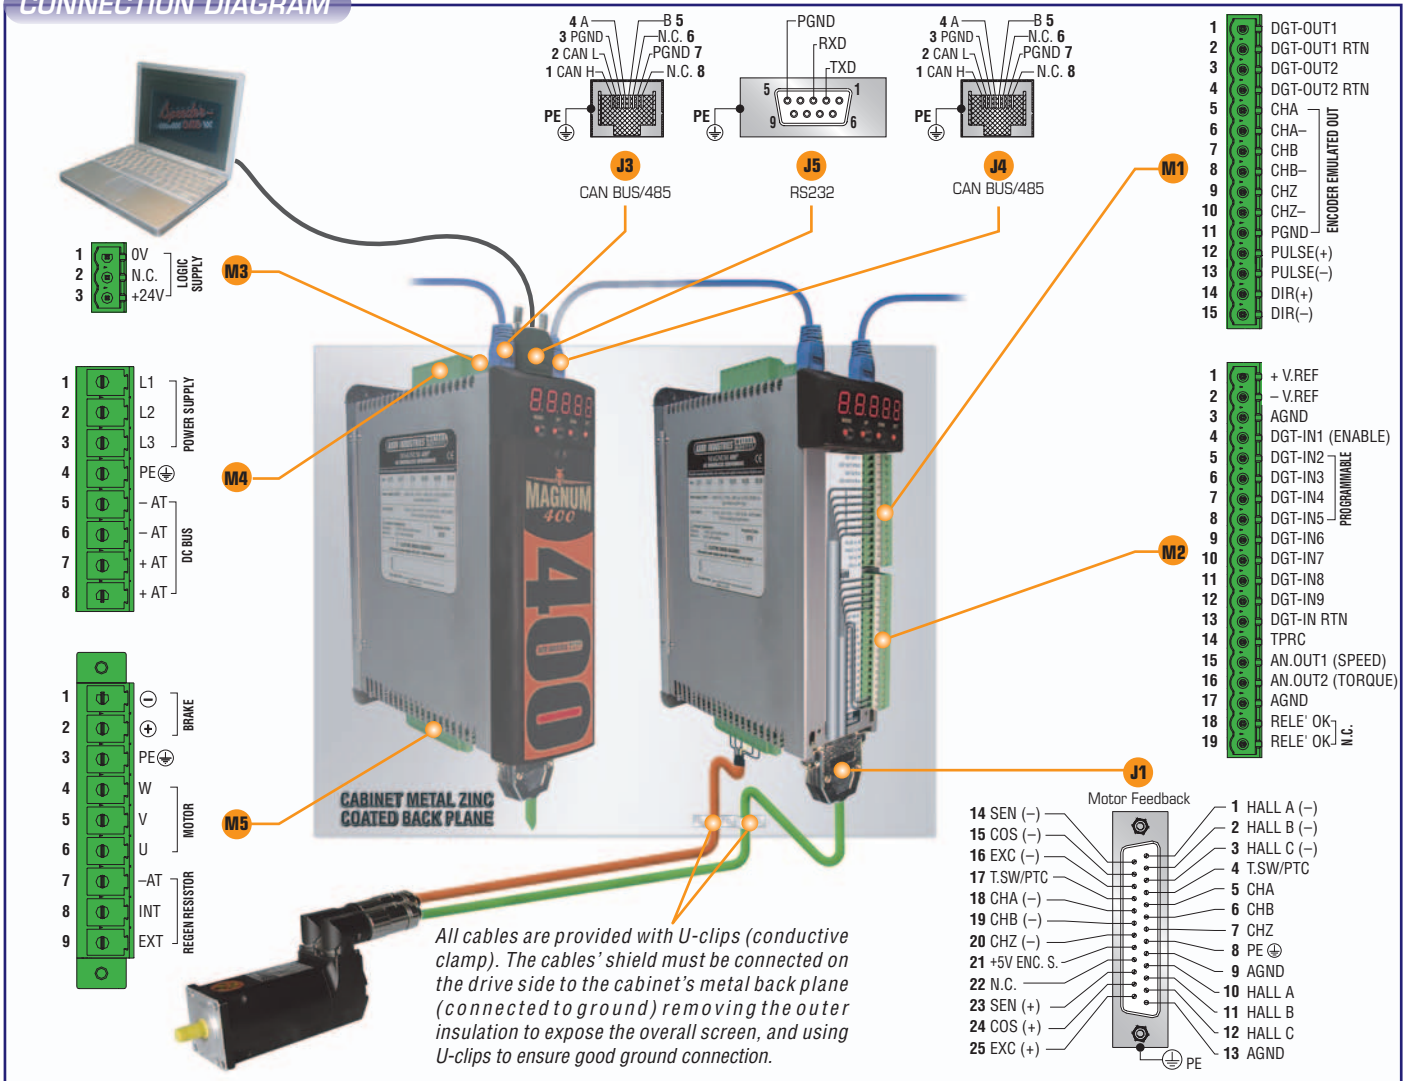 CONNECTION DIAGRAM
4 A
3 PGND
2 CAN L
1 CAN H
B 5
N.C. 6
PGND 7
N.C. 8
PE
J3
CAN BUS/485
PGND
RXD
TXD
5
1
9
6
PE
J5
RS232
4 A
3 PGND
2 CAN L
1 CAN H
B 5
N.C. 6
PGND 7
N.C. 8
PE
J4
CAN BUS/485
M1
1 DGT-OUT1
2 DGT-OUT1 RTN
3 DGT-OUT2
4 DGT-OUT2 RTN
5 CHA
6 CHA–
7 CHB
8 CHB–
9 CHZ
10 CHZ–
11 PGND
12 PULSE(+)
13 PULSE(–)
14 DIR(+)
15 DIR(–)
ENCODER EMULATED OUT
1 0V
2 N.C.
3 +24V
LOGIC
SUPPLY
M3
1 L1
2 L2
3 L3
4 PE
5 – AT
6 – AT
7 + AT
8 + AT
POWER SUPPLY
DC BUS
M4
1 + V.REF
2 – V.REF
3 AGND
4 DGT-IN1 (ENABLE)
5 DGT-IN2
6 DGT-IN3
7 DGT-IN4
8 DGT-IN5
9 DGT-IN6
10 DGT-IN7
11 DGT-IN8
12 DGT-IN9
13 DGT-IN RTN
14 TPRC
15 AN.OUT1 (SPEED)
16 AN.OUT2 (TORQUE)
17 AGND
18 RELE' OK
19 RELE' OK
PROGRAMMABLE
N.C.
M2
MAGNUM
400
400
1
2
3 PE
4 W
5 V
6 U
7 –AT
8 INT
9 EXT
BRAKE
MOTOR
REGEN RESISTOR
M5
CABINET METAL ZINC
COATED BACK PLANE
J1
Motor Feedback
14 SEN (–)
15 COS (–)
16 EXC (–)
17 T.SW/PTC
18 CHA (–)
19 CHB (–)
20 CHZ (–)
21 +5V ENC. S.
22 N.C.
23 SEN (+)
24 COS (+)
25 EXC (+)
1 HALL A (–)
2 HALL B (–)
3 HALL C (–)
4 T.SW/PTC
5 CHA
6 CHB
7 CHZ
8 PE
9 AGND
10 HALL A
11 HALL B
12 HALL C
13 AGND
PE
All cables are provided with U-clips (conductive
clamp). The cables' shield must be connected on
the drive side to the cabinet's metal back plane
(connected to ground) removing the outer
insulation to expose the overall screen, and using
U-clips to ensure good ground connection.